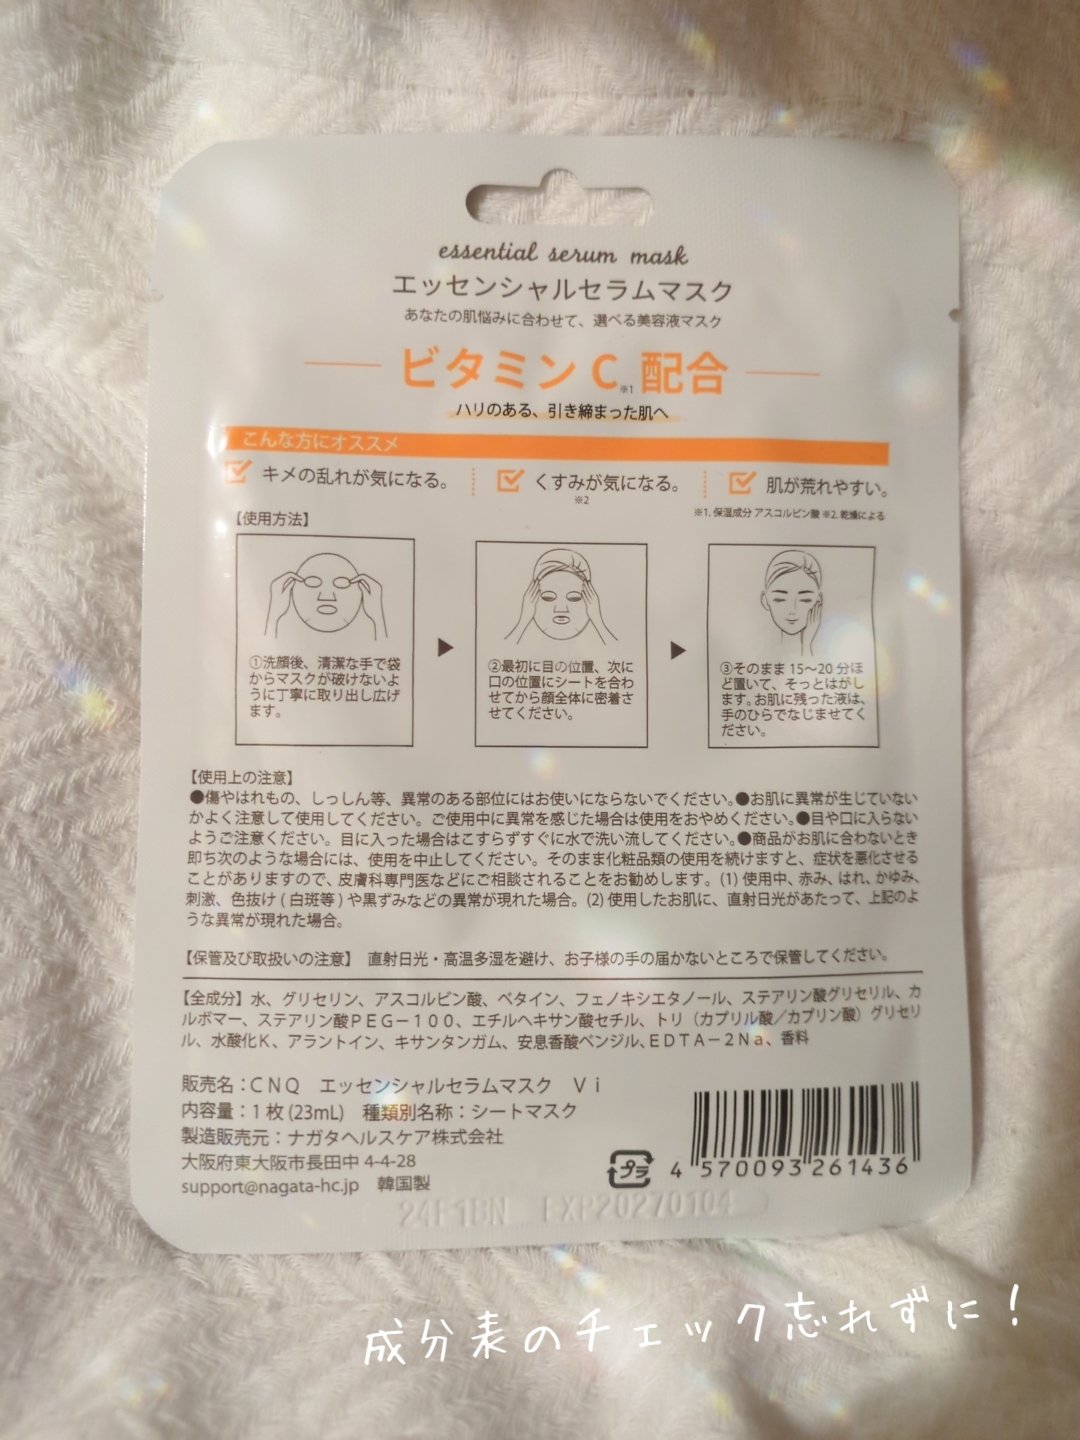 essential serum mask
エッセンシャルセラムマスク
あなたの肌悩みに合わせて、選べる美容液マスク
ビタミンC※1配合
ハリのある、引き締まった肌へ
こんな方にオススメ
キメの乱れが気になる。
くすみが気になる。
※2
肌が荒れやすい。
※1. 保湿成分 アスコルビン酸 ※2. 乾燥による
【使用方法】
①洗顔後、清潔な手で袋
からマスクが破けないよ
うに丁寧に取り出し広げ
ます。
②最初に目の位置、次に
口の位置にシートを合わ
せてから顔全体に密着さ
せてください。
③そのまま 15〜20 分ほ
ど置いて、そっとはがし
ます。お肌に残った液は、
手のひらでなじませてく
ださい。
【使用上の注意】
●傷やはれもの、しっしん等、異常のある部位にはお使いにならないでください。●お肌に異常が生じていない
かよく注意して使用してください。ご使用中に異常を感じた場合は使用をおやめください。●目や口に入らない
ようご注意ください。目に入った場合はこすらずすぐに水で洗い流してください。●商品がお肌に合わないとき
即ち次のような場合には、使用を中止してください。そのまま化粧品類の使用を続けますと、症状を悪化させる
ことがありますので、皮膚科専門医などにご相談されることをお勧めします。(1) 使用中、赤み、はれ、かゆみ、
刺激、色抜け ( 白斑等 ) や黒ずみなどの異常が現れた場合。(2) 使用したお肌に、直射日光があたって、上記のよ
うな異常が現れた場合。
【保管及び取扱いの注意】 直射日光・高温多湿を避け、お子様の手の届かないところで保管してください。
【全成分】水、グリセリン、アスコルビン酸、ベタイン、フェノキシエタノール、ステアリン酸グリセリル、カ
ルボマー、ステアリン酸ＰＥＧ－１００、エチルヘキサン酸セチル、トリ（カプリル酸／カプリン酸）グリセリ
ル、水酸化Ｋ、アラントイン、キサンタンガム、安息香酸ベンジル、ＥＤＴＡ－２Ｎａ、香料
販売名：ＣＮＱ エッセンシャルセラムマスク Ｖｉ
内容量：１枚 (23mL) 種類別名称：シートマスク
製造販売元：ナガタヘルスケア株式会社
大阪府東大阪市長田中 4-4-28
support@nagata-hc.jp 韓国製
プラ
4 570093 261436
24F1BN EXP20270104
成分表のチェック忘れずに！